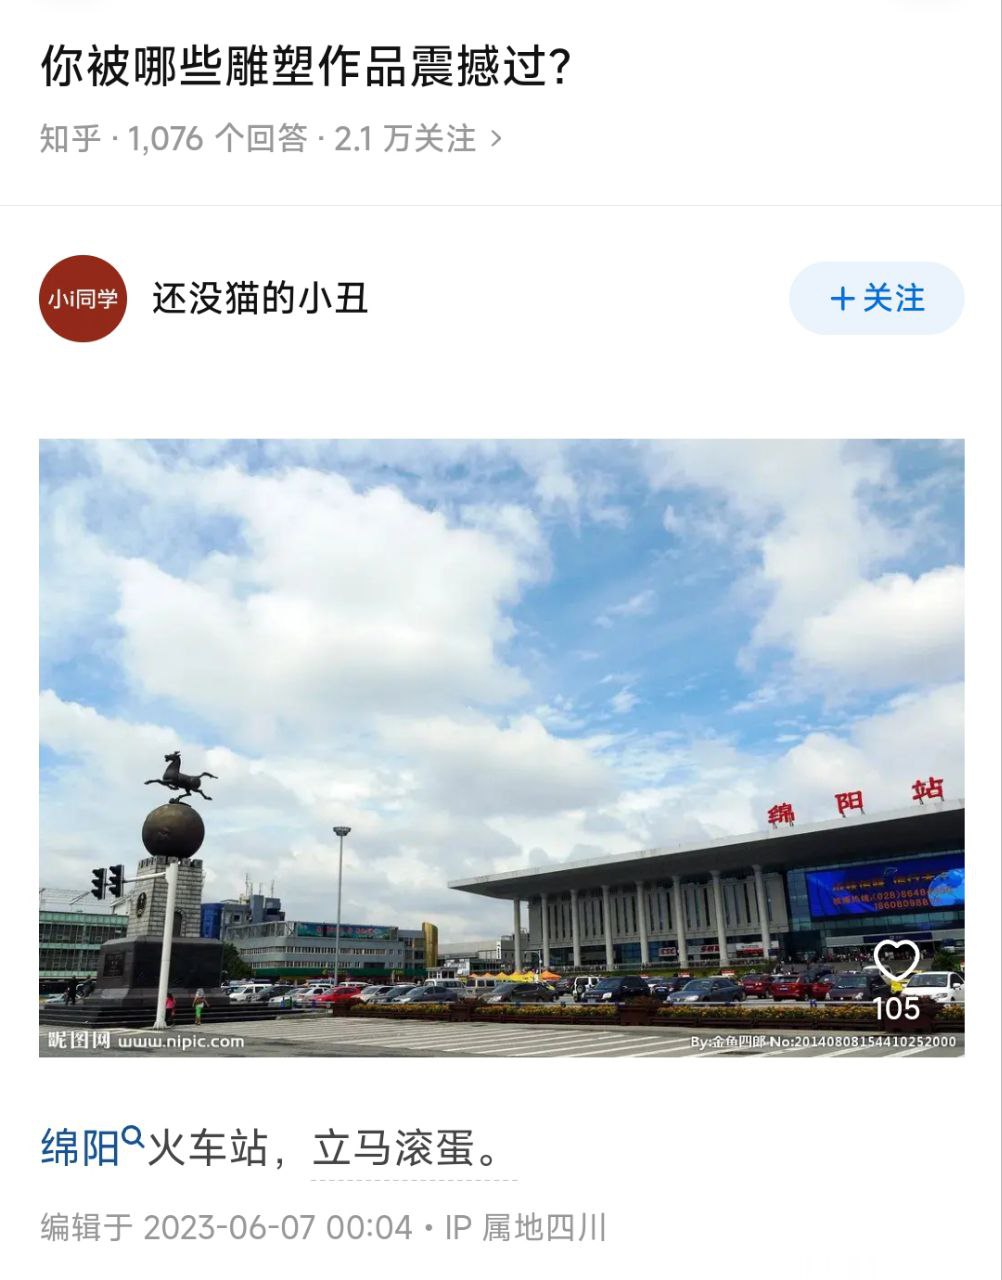 你被哪些雕塑作品震撼过？
知乎 · 1,076 个回答 · 2.1 万关注 >
小i同学
还没猫的小丑
+ 关注
绵阳站
105
昵图网 www.nipic.com
By:金鱼四郎 No:20140808154410252000
绵阳火车站，立马滚蛋。
编辑于 2023-06-07 00:04 · IP 属地四川